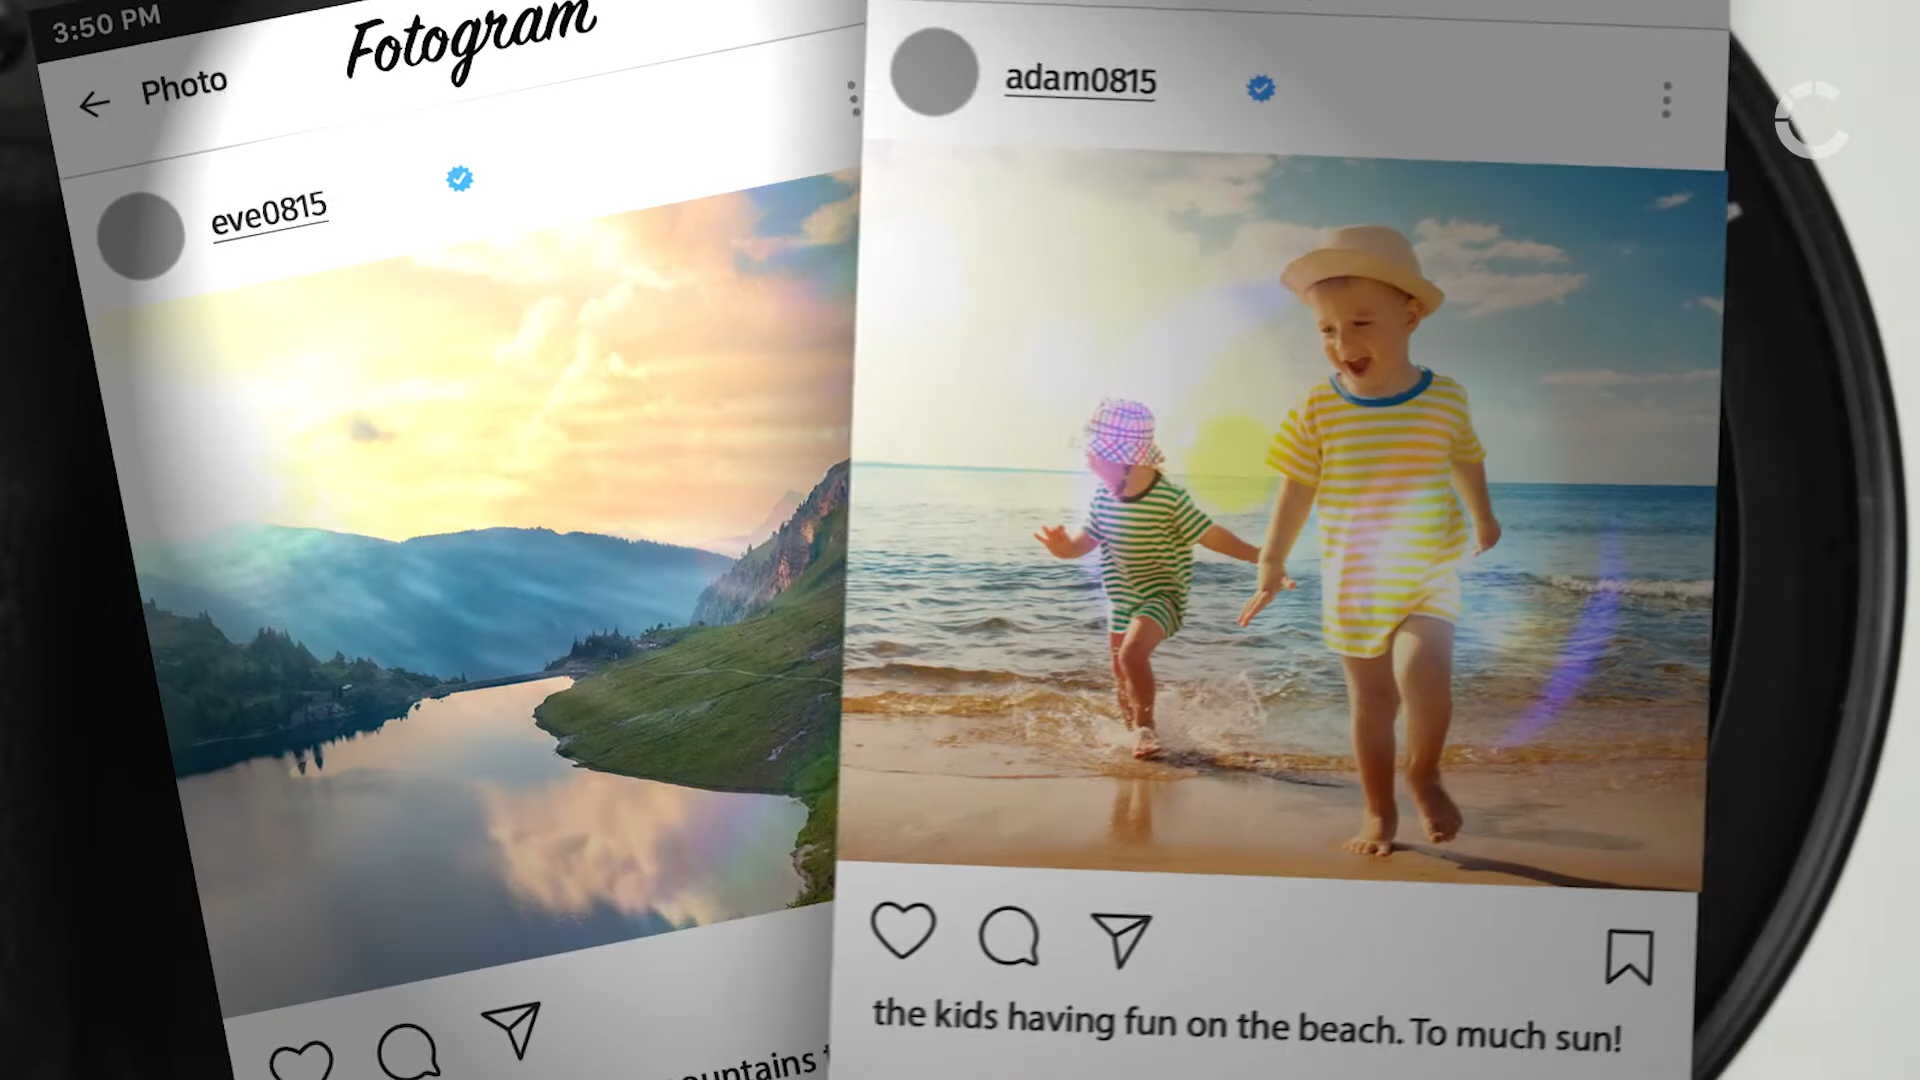 3:50 PM
Photo
Fotogram
eve0815
adam0815
the kids having fun on the beach. To much sun!